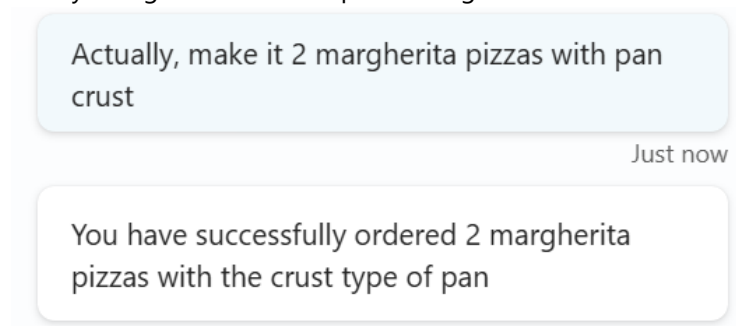 Actually, make it 2 margherita pizzas with pan
crust
Just now
You have successfully ordered 2 margherita
pizzas with the crust type of pan